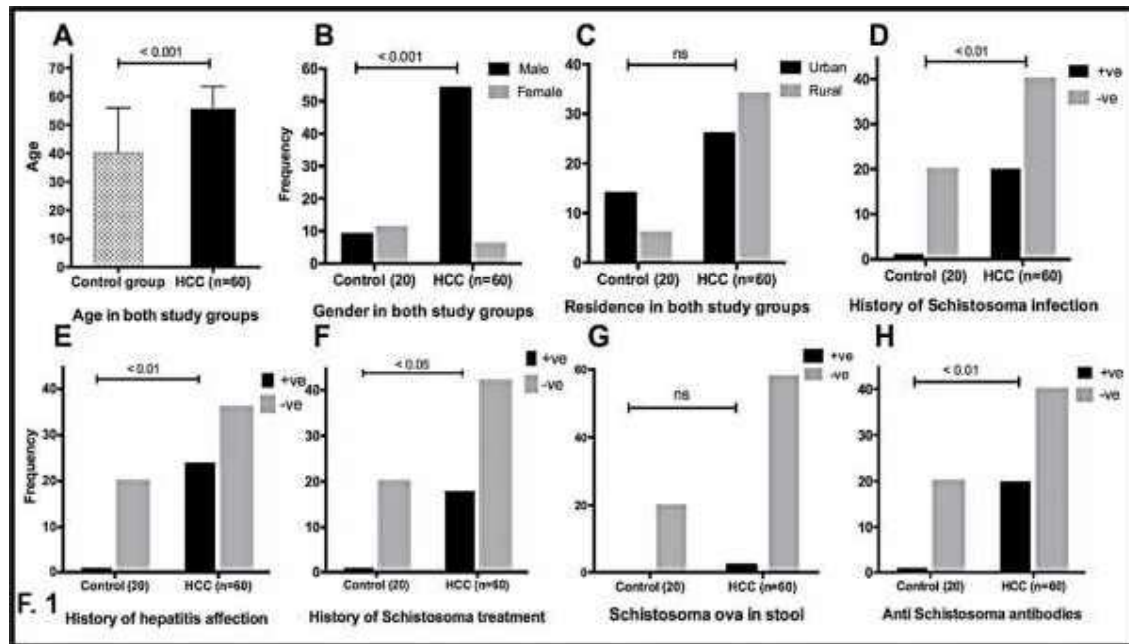 A
< 0.001
Age
70
60
50
40
30
20
10
0
Control group
HCC (n=60)
Age in both study groups
B
< 0.001
Male
Female
Frequency
60
50
40
30
20
10
0
Control (20)
HCC (n=60)
Gender in both study groups
C
ns
Urban
Rural
40
30
20
10
0
Control (20)
HCC (n=60)
Residence in both study groups
D
< 0.01
+ve
-ve
40
30
20
10
0
Control (20)
HCC (n=60)
History of Schistosoma infection
E
< 0.01
+ve
-ve
Frequency
40
30
20
10
0
Control (20)
HCC (n=60)
History of hepatitis affection
F
< 0.05
+ve
-ve
40
30
20
10
0
Control (20)
HCC (n=60)
History of Schistosoma treatment
G
ns
+ve
-ve
60
40
20
0
Control (20)
HCC (n=60)
Schistosoma ova in stool
H
< 0.01
+ve
-ve
40
30
20
10
0
Control (20)
HCC (n=60)
Anti Schistosoma antibodies
F. 1